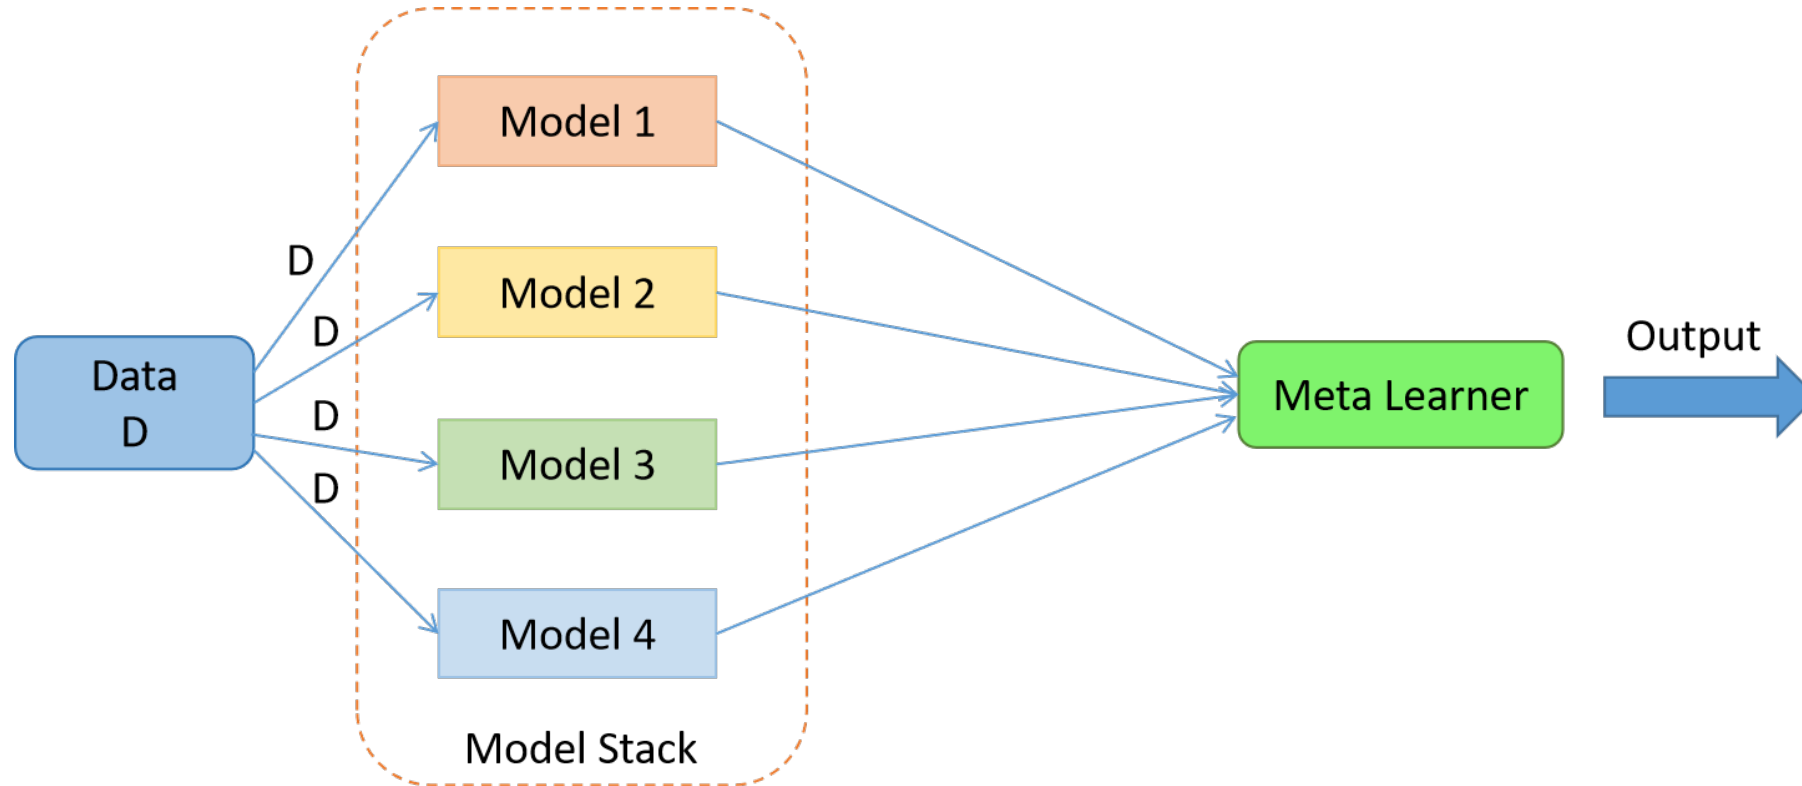 Data
D
D
D
D
D
Model 1
Model 2
Model 3
Model 4
Model Stack
Meta Learner
Output